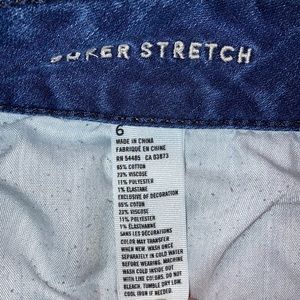 SUPER STRETCH
6
MADE IN CHINA
FABRIQUÉ EN CHINE
RN 54485 CA 03873
65% COTTON
23% VISCOSE
11% POLYESTER
1% ELASTANE
EXCLUSIVE OF DECORATION
65% COTON
23% VISCOSE
11% POLYESTER
1% ÉLASTHANNE
SANS LES DÉCORATIONS
COLOR MAY TRANSFER
WHEN NEW. WASH ONCE
SEPARATELY IN COLD WATER
BEFORE WEARING. MACHINE
WASH COLD INSIDE OUT
WITH LIKE COLORS. DO NOT
BLEACH. TUMBLE DRY LOW.
COOL IRON IF NEEDED.